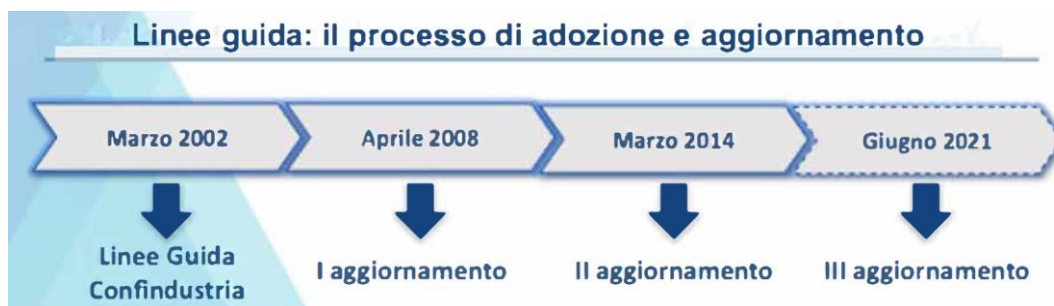 Linee guida: il processo di adozione e aggiornamento
Marzo 2002
Aprile 2008
Marzo 2014
Giugno 2021
Linee Guida
Confindustria
I aggiornamento
II aggiornamento
III aggiornamento